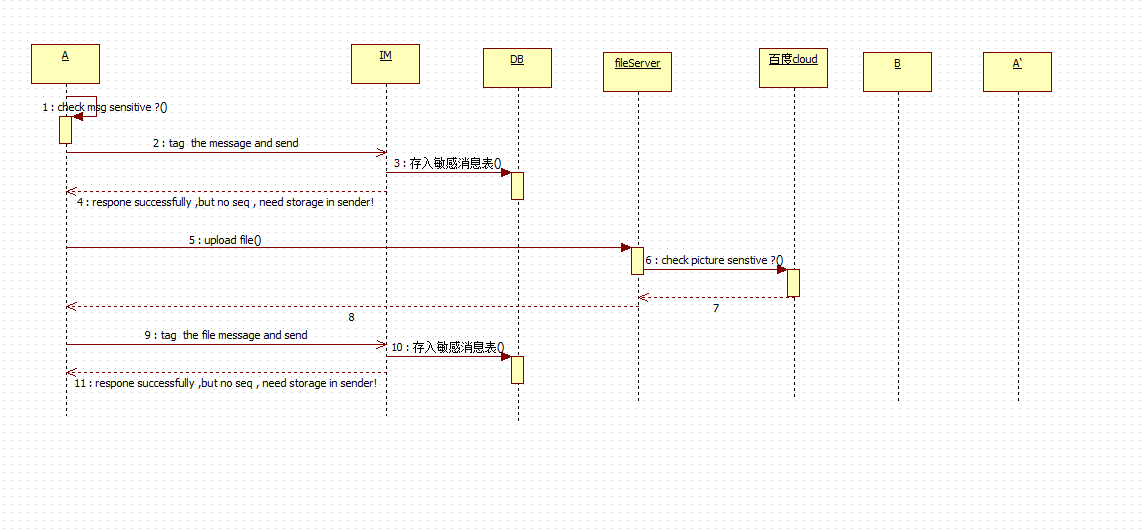 A
IM
DB
fileServer
百度cloud
B
A`
1 : check msg sensitive ?()
2 : tag  the message and send
3 : 存入敏感消息表()
4 : respone successfully ,but no seq , need storage in sender!
5 : upload file()
6 : check picture senstive ?()
7
8
9 : tag  the file message and send
10 : 存入敏感消息表()
11 : respone successfully ,but no seq , need storage in sender!